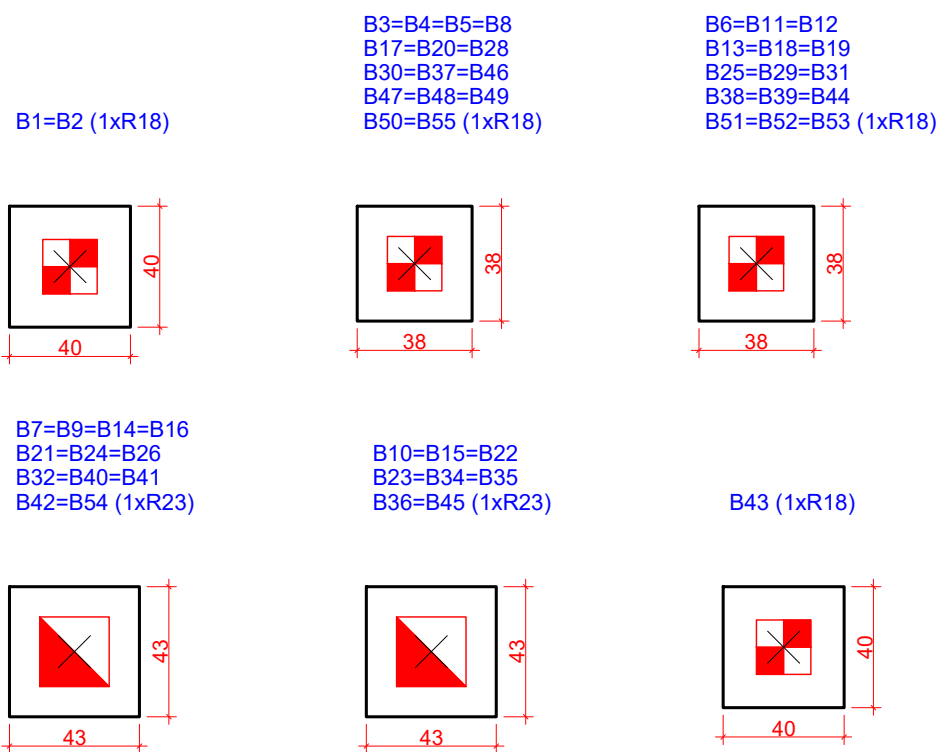 B1=B2 (1xR18)
40
40
B3=B4=B5=B8
B17=B20=B28
B30=B37=B46
B47=B48=B49
B50=B55 (1xR18)
38
38
B6=B11=B12
B13=B18=B19
B25=B29=B31
B38=B39=B44
B51=B52=B53 (1xR18)
38
38
B7=B9=B14=B16
B21=B24=B26
B32=B40=B41
B42=B54 (1xR23)
43
43
B10=B15=B22
B23=B34=B35
B36=B45 (1xR23)
43
43
B43 (1xR18)
40
40